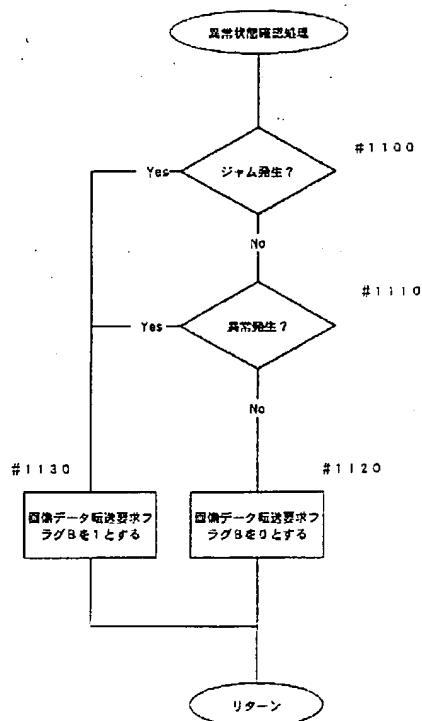 異常状態確認処理
#1100
ジャム発生?
Yes
No
#1110
異常発生?
Yes
No
#1130
#1120
画像データ転送要求フ
ラグBを1とする
画像データ転送要求フ
ラグBを0とする
リターン